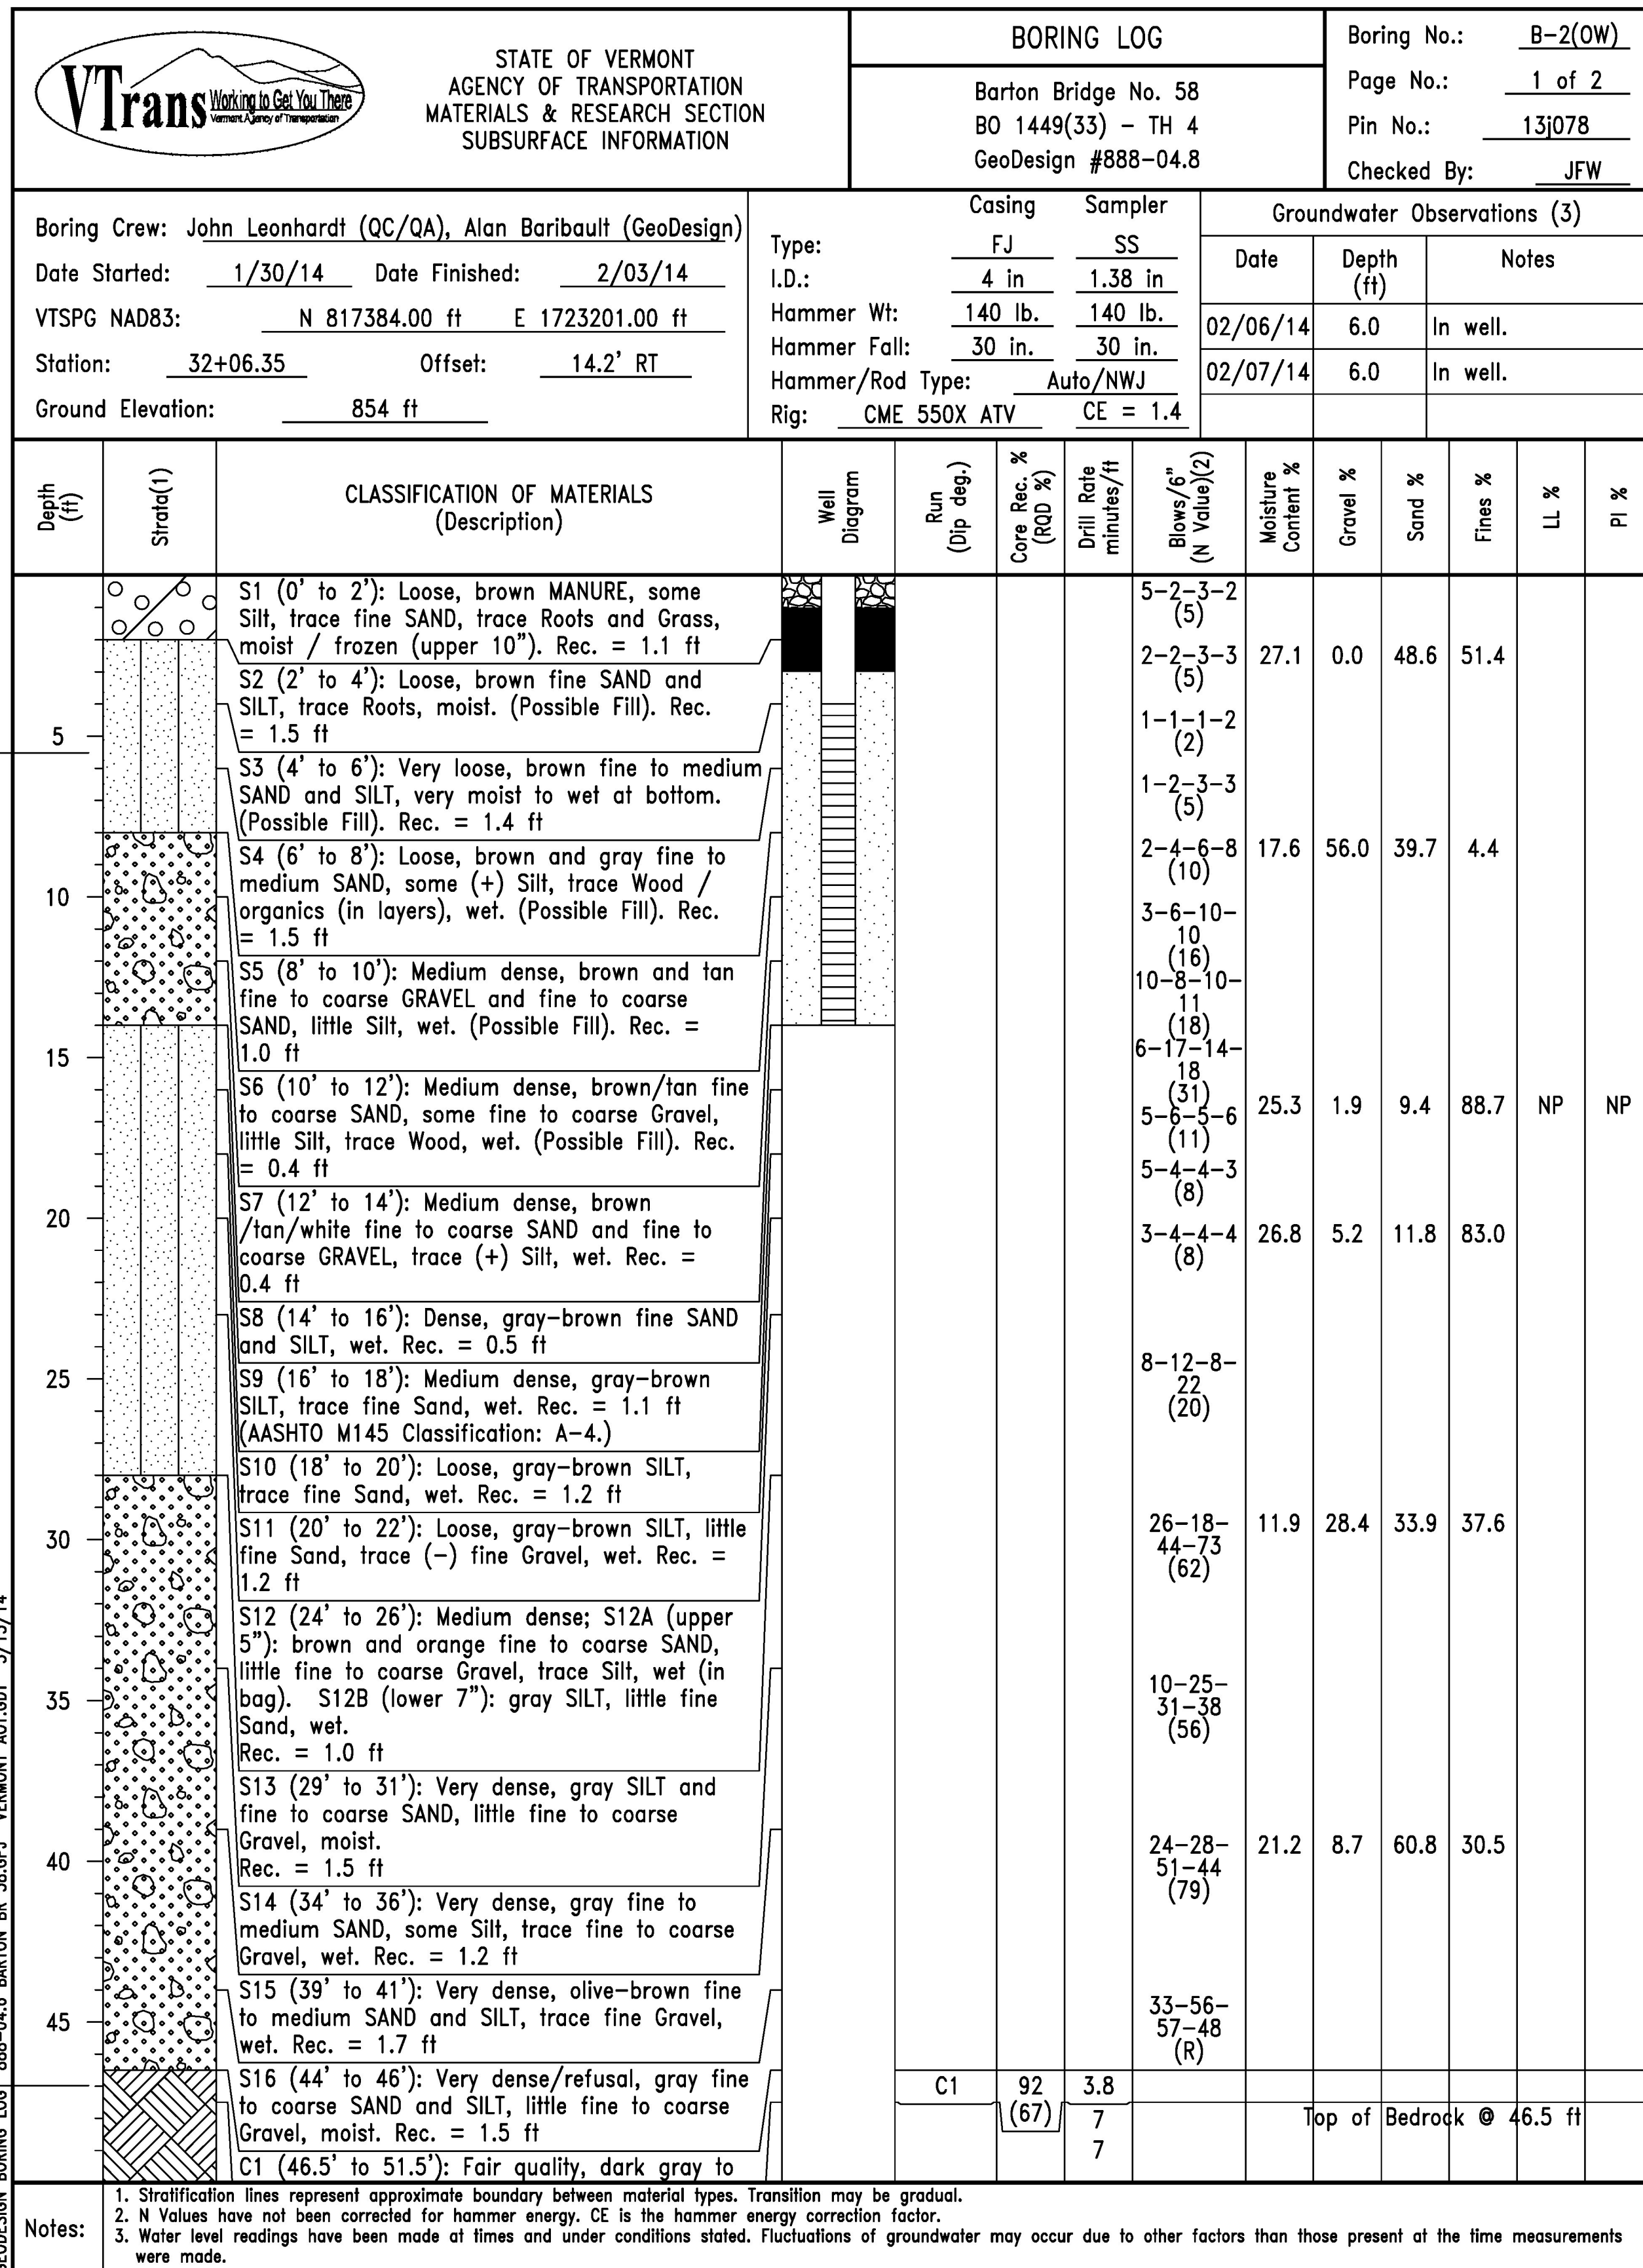 VTrans Working to Get You There
Vermont Agency of Transportation
STATE OF VERMONT
AGENCY OF TRANSPORTATION
MATERIALS & RESEARCH SECTION
SUBSURFACE INFORMATION
BORING LOG
Barton Bridge No. 58
BO 1449(33) - TH 4
GeoDesign #888-04.8
Boring No.: B-2(OW)
Page No.: 1 of 2
Pin No.: 13j078
Checked By: JFW
Boring Crew: John Leonhardt (QC/QA), Alan Baribault (GeoDesign)
Date Started: 1/30/14 Date Finished: 2/03/14
VTSPG NAD83: N 817384.00 ft E 1723201.00 ft
Station: 32+06.35 Offset: 14.2' RT
Ground Elevation: 854 ft
Casing Sampler
Type: FJ SS
I.D.: 4 in 1.38 in
Hammer Wt: 140 lb. 140 lb.
Hammer Fall: 30 in. 30 in.
Hammer/Rod Type: Auto/NWJ
Rig: CME 550X ATV CE = 1.4
Groundwater Observations (3)
Date Depth (ft) Notes
02/06/14 6.0 In well.
02/07/14 6.0 In well.
Depth (ft)
Strata(1)
CLASSIFICATION OF MATERIALS
(Description)
Well Diagram
Run (Dip deg.)
Core Rec. % (RQD %)
Drill Rate minutes/ft
Blows/6" (N Value)(2)
Moisture Content %
Gravel %
Sand %
Fines %
LL %
PI %
S1 (0' to 2'): Loose, brown MANURE, some
Silt, trace fine SAND, trace Roots and Grass,
moist / frozen (upper 10"). Rec. = 1.1 ft
S2 (2' to 4'): Loose, brown fine SAND and
SILT, trace Roots, moist. (Possible Fill). Rec.
= 1.5 ft
S3 (4' to 6'): Very loose, brown fine to medium
SAND and SILT, very moist to wet at bottom.
(Possible Fill). Rec. = 1.4 ft
S4 (6' to 8'): Loose, brown and gray fine to
medium SAND, some (+) Silt, trace Wood /
organics (in layers), wet. (Possible Fill). Rec.
= 1.5 ft
S5 (8' to 10'): Medium dense, brown and tan
fine to coarse GRAVEL and fine to coarse
SAND, little Silt, wet. (Possible Fill). Rec. =
1.0 ft
S6 (10' to 12'): Medium dense, brown/tan fine
to coarse SAND, some fine to coarse Gravel,
little Silt, trace Wood, wet. (Possible Fill). Rec.
= 0.4 ft
S7 (12' to 14'): Medium dense, brown
/tan/white fine to coarse SAND and fine to
coarse GRAVEL, trace (+) Silt, wet. Rec. =
0.4 ft
S8 (14' to 16'): Dense, gray-brown fine SAND
and SILT, wet. Rec. = 0.5 ft
S9 (16' to 18'): Medium dense, gray-brown
SILT, trace fine Sand, wet. Rec. = 1.1 ft
(AASHTO M145 Classification: A-4.)
S10 (18' to 20'): Loose, gray-brown SILT,
trace fine Sand, wet. Rec. = 1.2 ft
S11 (20' to 22'): Loose, gray-brown SILT, little
fine Sand, trace (-) fine Gravel, wet. Rec. =
1.2 ft
S12 (24' to 26'): Medium dense; S12A (upper
5"): brown and orange fine to coarse SAND,
little fine to coarse Gravel, trace Silt, wet (in
bag). S12B (lower 7"): gray SILT, little fine
Sand, wet.
Rec. = 1.0 ft
S13 (29' to 31'): Very dense, gray SILT and
fine to coarse SAND, little fine to coarse
Gravel, moist.
Rec. = 1.5 ft
S14 (34' to 36'): Very dense, gray fine to
medium SAND, some Silt, trace fine to coarse
Gravel, wet. Rec. = 1.2 ft
S15 (39' to 41'): Very dense, olive-brown fine
to medium SAND and SILT, trace fine Gravel,
wet. Rec. = 1.7 ft
S16 (44' to 46'): Very dense/refusal, gray fine
to coarse SAND and SILT, little fine to coarse
Gravel, moist. Rec. = 1.5 ft
C1 (46.5' to 51.5'): Fair quality, dark gray to
5
10
15
20
25
30
35
40
45
5-2-3-2
(5)
2-2-3-3 27.1 0.0 48.6 51.4
(5)
1-1-1-2
(2)
1-2-3-3
(5)
2-4-6-8 17.6 56.0 39.7 4.4
(10)
3-6-10-
10
(16)
10-8-10-
11
(18)
6-17-14-
18
(31)
5-6-5-6 25.3 1.9 9.4 88.7 NP NP
(11)
5-4-4-3
(8)
3-4-4-4 26.8 5.2 11.8 83.0
(8)
8-12-8-
22
(20)
26-18- 11.9 28.4 33.9 37.6
44-73
(62)
10-25-
31-38
(56)
24-28- 21.2 8.7 60.8 30.5
51-44
(79)
33-56-
57-48
(R)
C1 92 3.8
(67) 7 Top of Bedrock @ 46.5 ft
7
Notes:
1. Stratification lines represent approximate boundary between material types. Transition may be gradual.
2. N Values have not been corrected for hammer energy. CE is the hammer energy correction factor.
3. Water level readings have been made at times and under conditions stated. Fluctuations of groundwater may occur due to other factors than those present at the time measurements
were made.